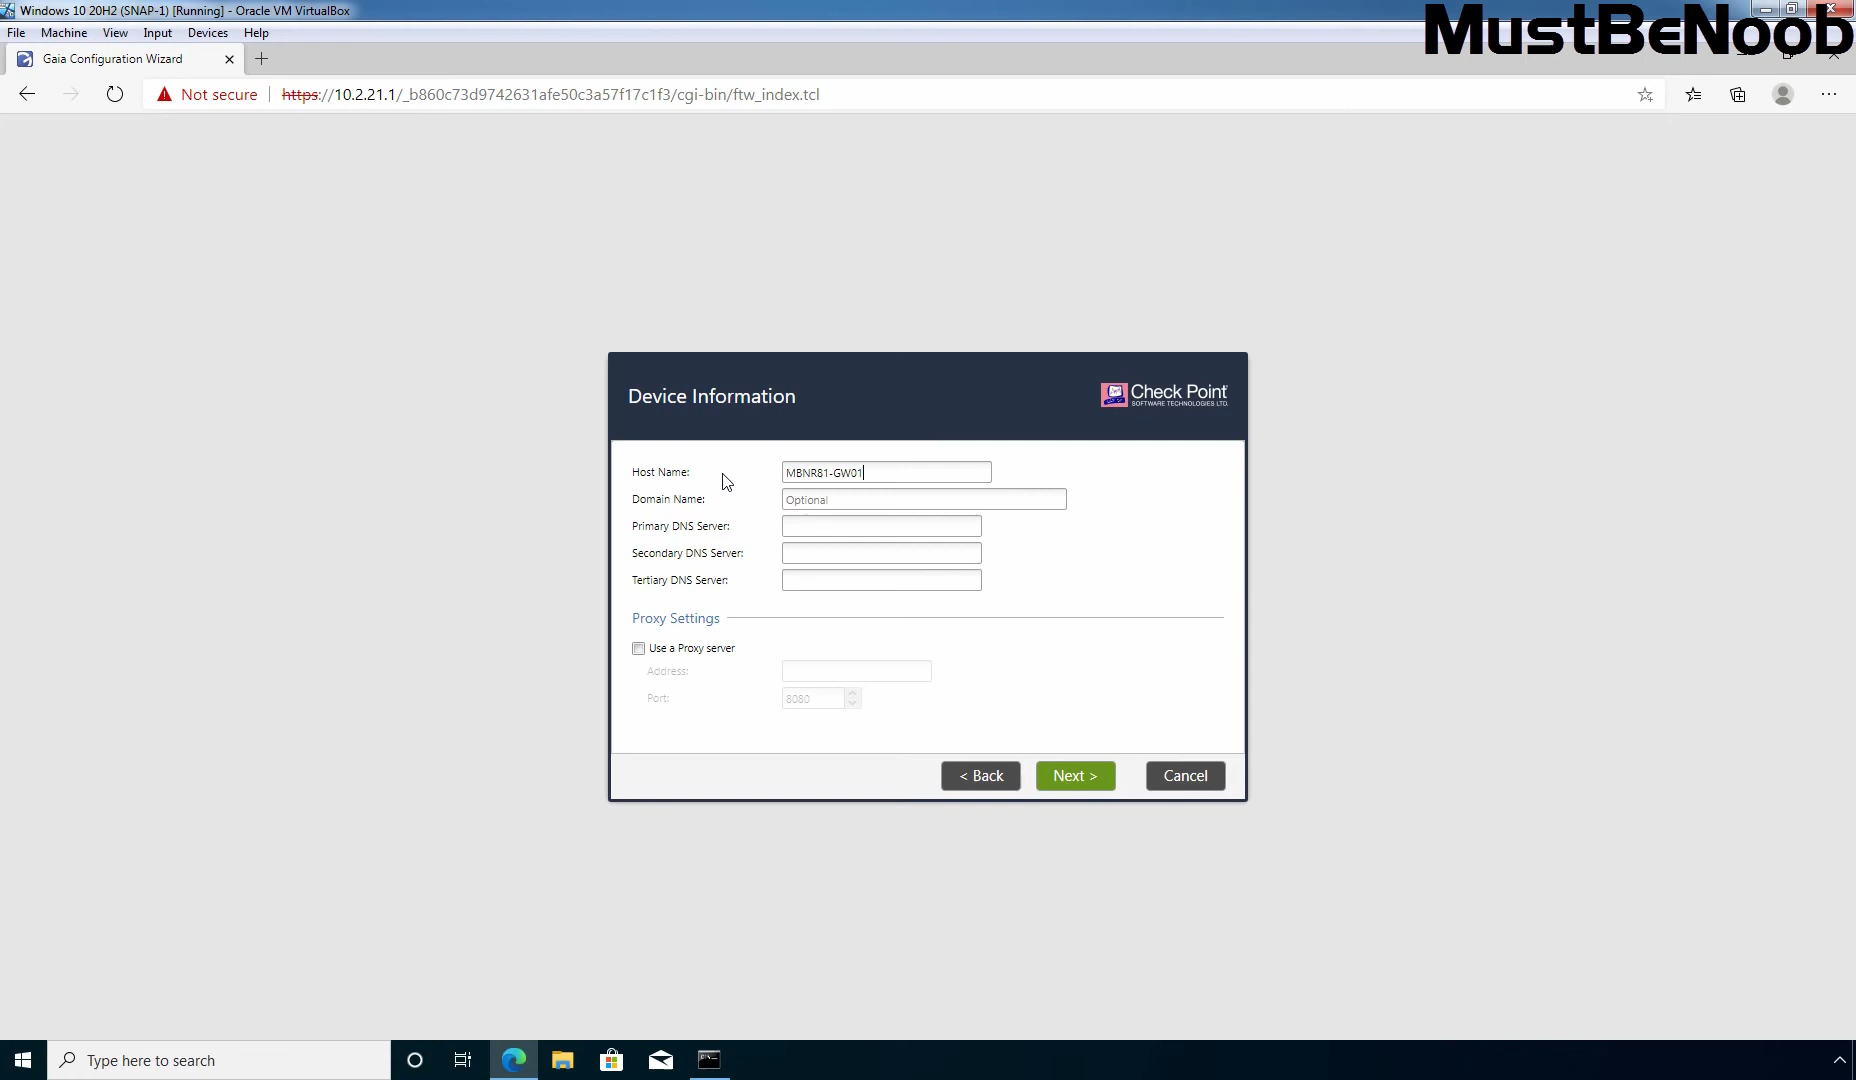 Windows 10 20H2 (SNAP-1) [Running] - Oracle VM VirtualBox
MustBeNoob
File Machine View Input Devices Help
Gaia Configuration Wizard
Not secure https://10.2.21.1/_b860c73d9742631afe50c3a57f17c1f3/cgi-bin/ftw_index.tcl
Device Information
Check Point
SOFTWARE TECHNOLOGIES LTD.
Host Name: MBNR81-GW01
Domain Name: Optional
Primary DNS Server:
Secondary DNS Server:
Tertiary DNS Server:
Proxy Settings
Use a Proxy server
Address:
Port: 8080
< Back Next > Cancel
Type here to search